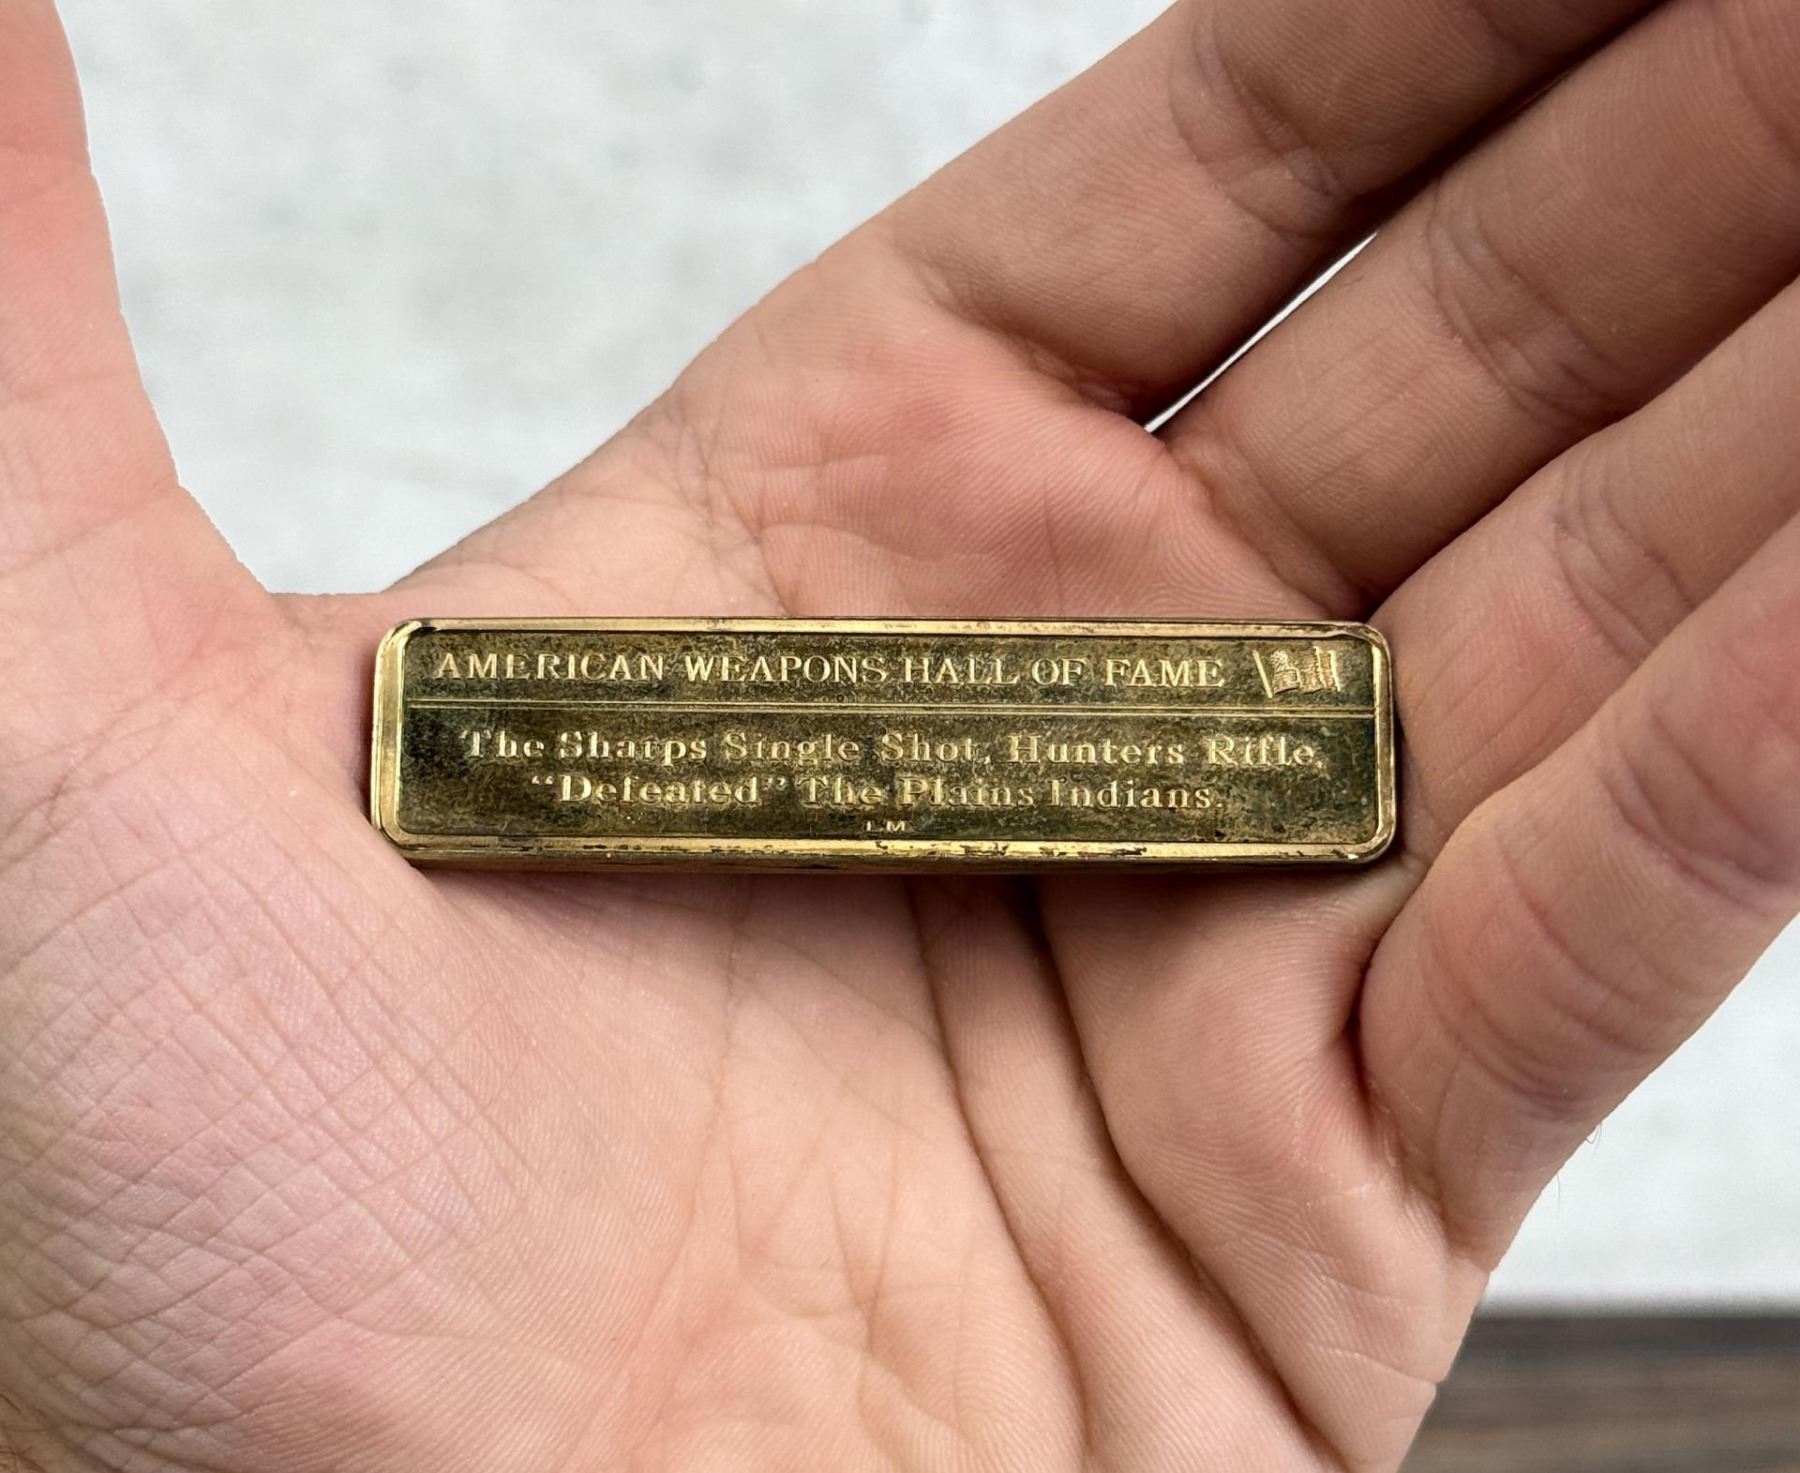 AMERICAN WEAPONS HALL OF FAME
The Sharps Single Shot, Hunters Rifle,
“Defeated” The Plains Indians.
LM